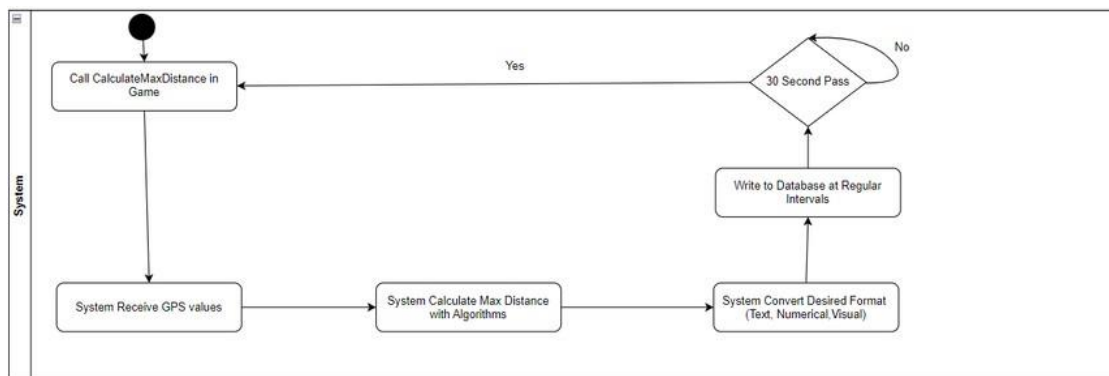 System
Call CalculateMaxDistance in
Game
Yes
No
30 Second Pass
Write to Database at Regular
Intervals
System Receive GPS values
System Calculate Max Distance
with Algorithms
System Convert Desired Format
(Text, Numerical,Visual)